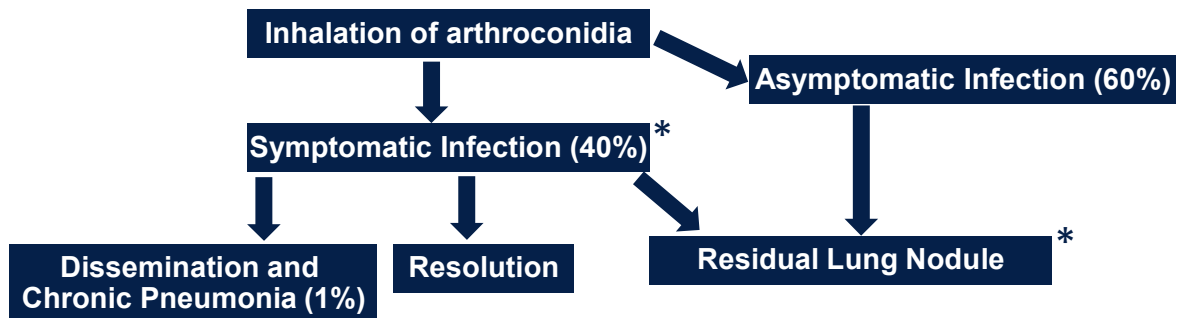 Inhalation of arthroconidia
Asymptomatic Infection (60%)
Symptomatic Infection (40%)*
Dissemination and
Chronic Pneumonia (1%)
Resolution
Residual Lung Nodule*